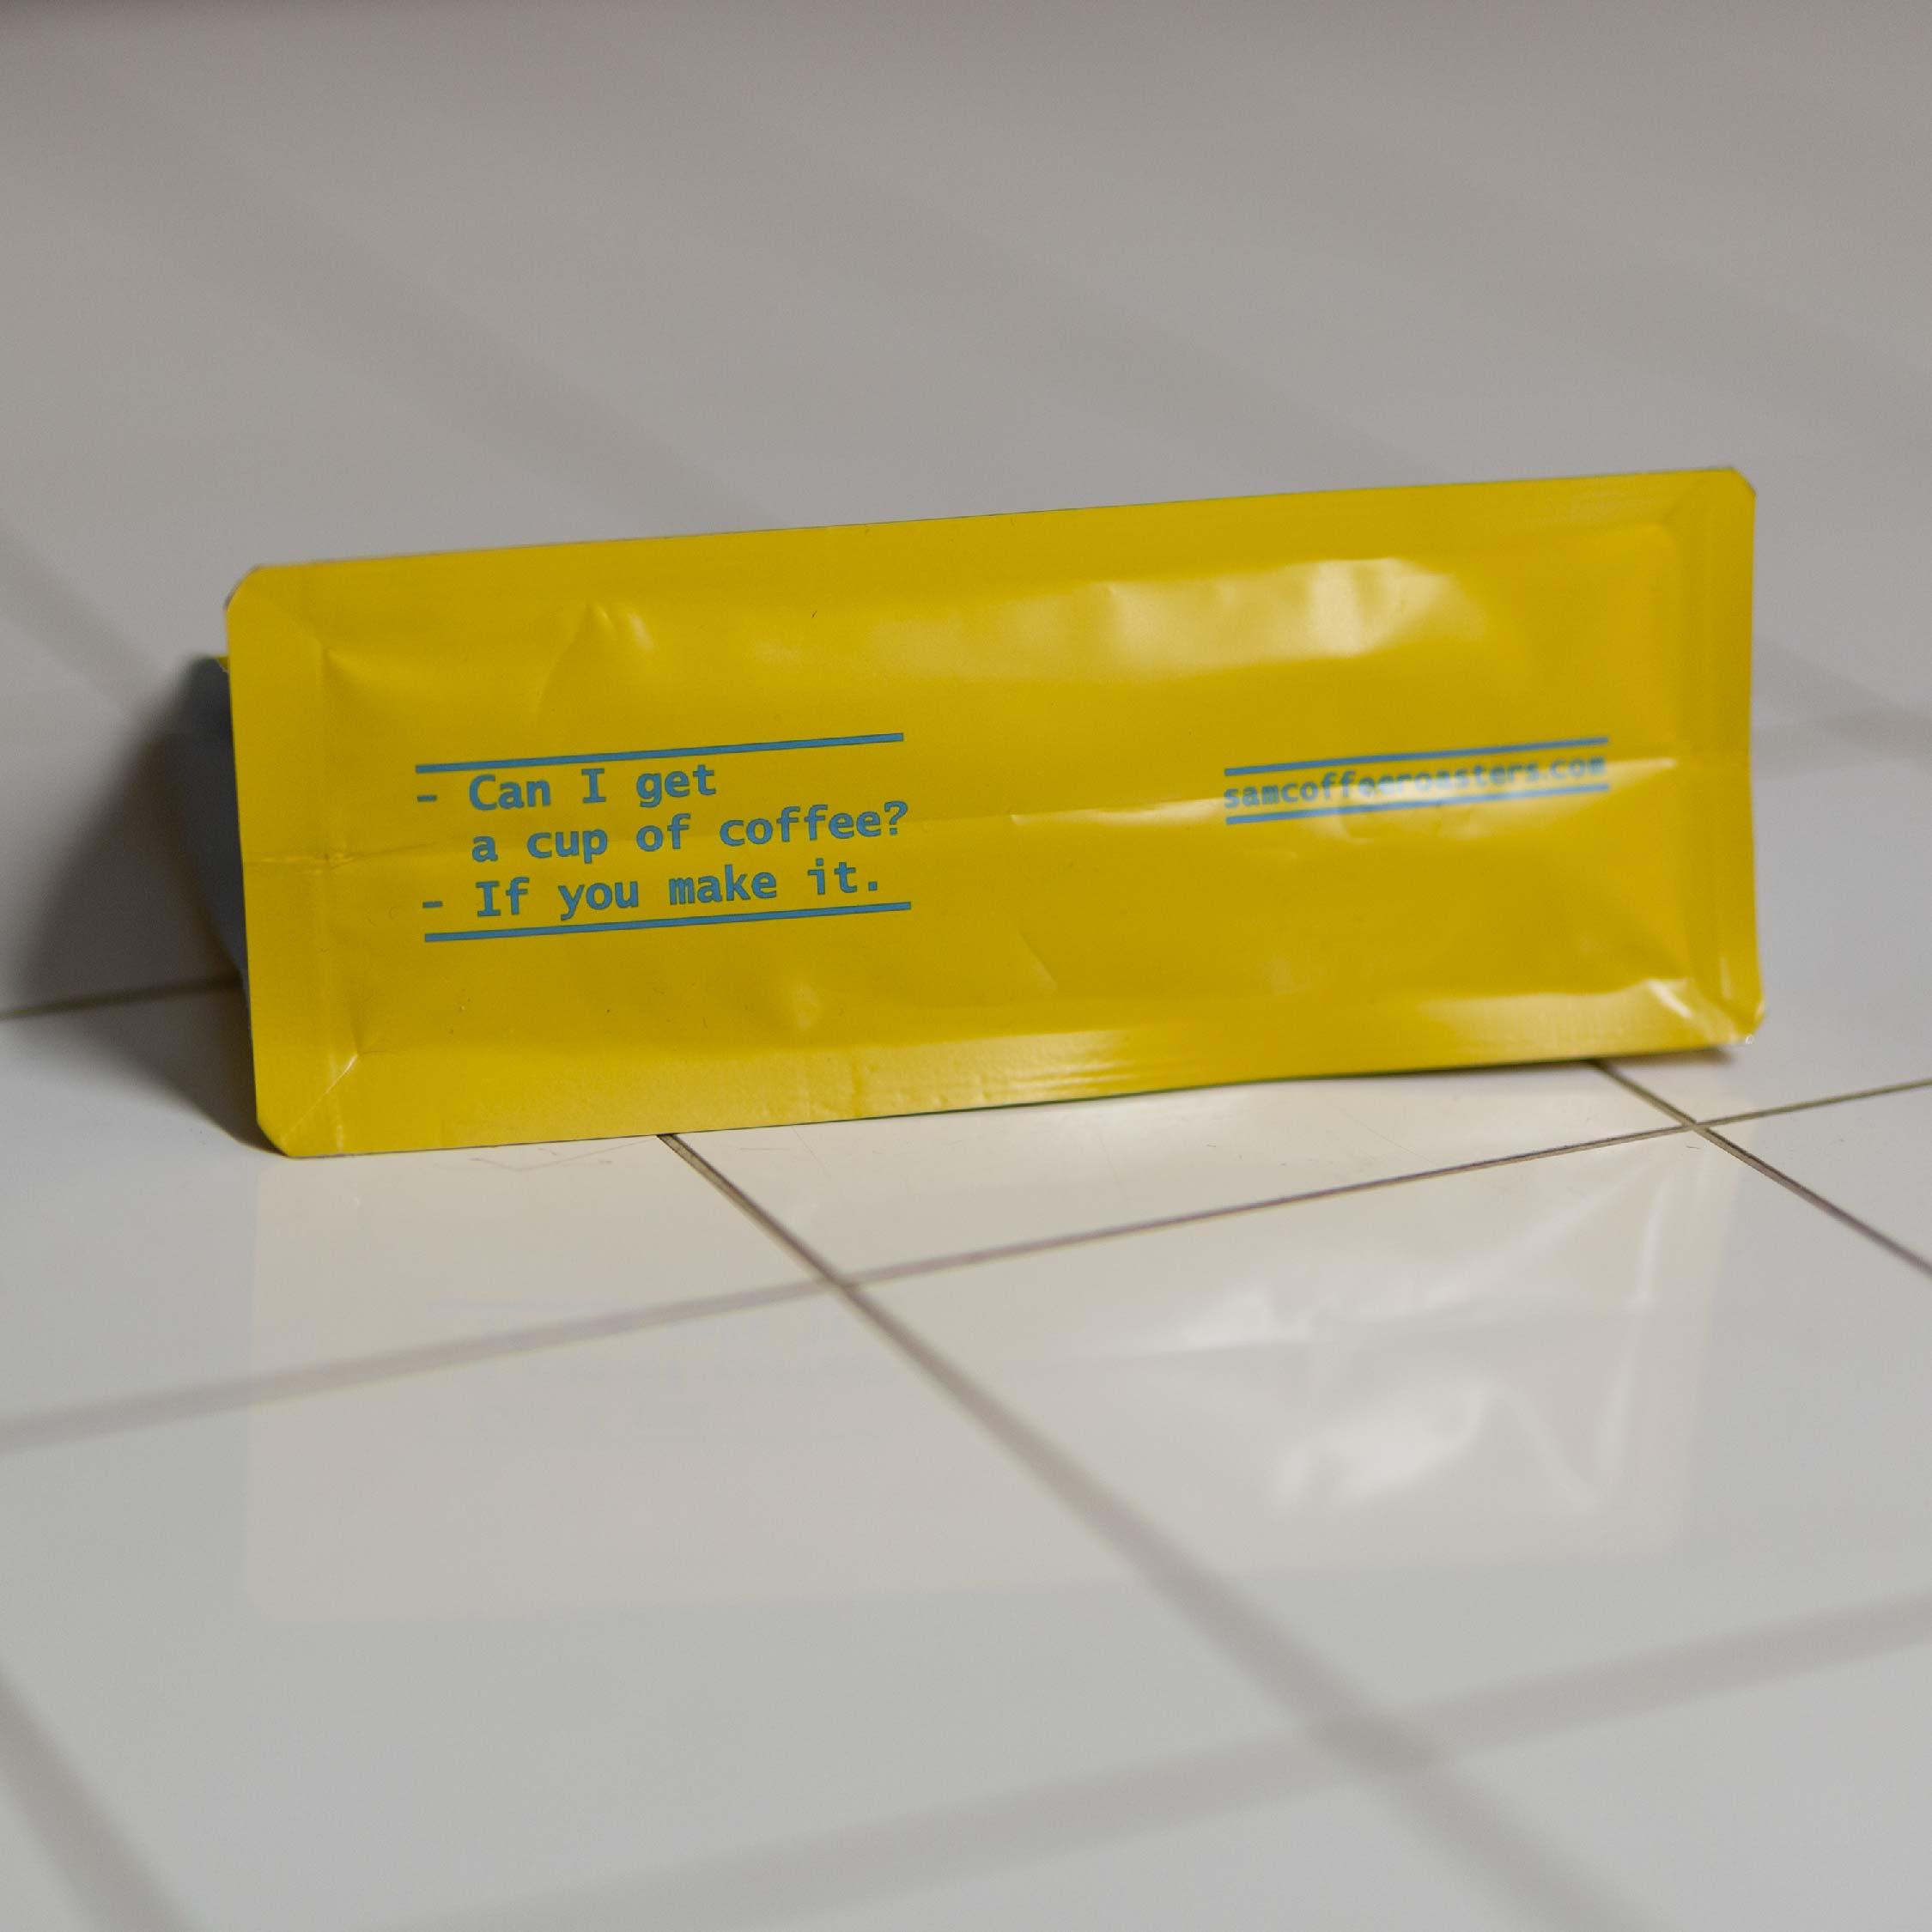 - Can I get
a cup of coffee?
- If you make it.
samcoffeeroasters.com